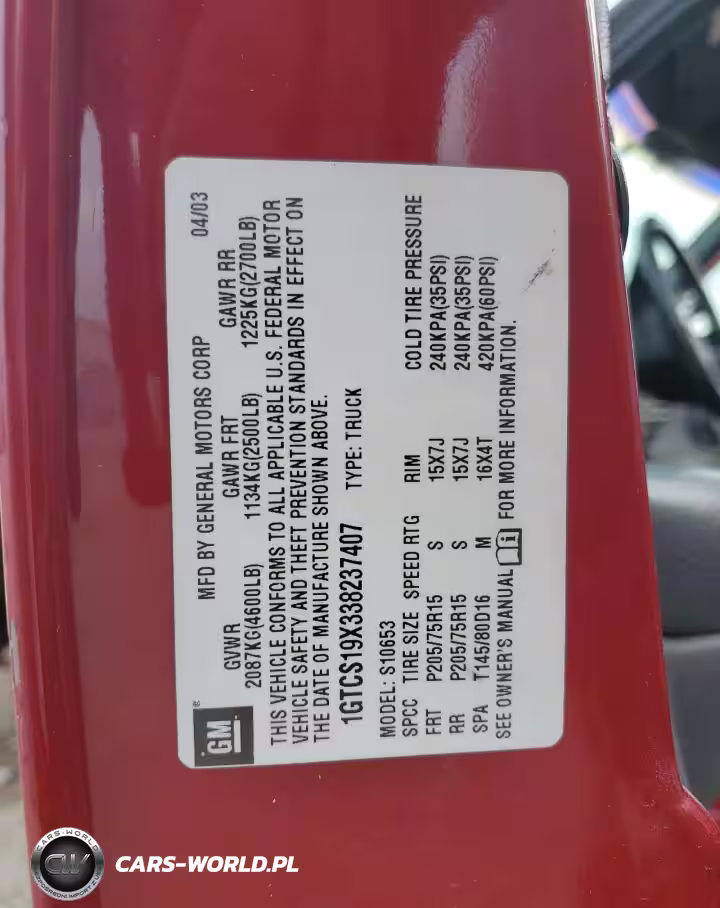 GM
MFD BY GENERAL MOTORS CORP 04/03
GVWR GAWR FRT GAWR RR
2087KG(4600LB) 1134KG(2500LB) 1225KG(2700LB)
THIS VEHICLE CONFORMS TO ALL APPLICABLE U.S. FEDERAL MOTOR
VEHICLE SAFETY AND THEFT PREVENTION STANDARDS IN EFFECT ON
THE DATE OF MANUFACTURE SHOWN ABOVE.
1GTCS19X338237407 TYPE: TRUCK
MODEL: S10653
SPCC TIRE SIZE SPEED RTG RIM COLD TIRE PRESSURE
FRT P205/75R15 S 15X7J 240KPA(35PSI)
RR P205/75R15 S 15X7J 240KPA(35PSI)
SPA T145/80D16 M 16X4T 420KPA(60PSI)
SEE OWNER'S MANUAL FOR MORE INFORMATION.
CARS-WORLD
CW
CARS-WORLD.PL